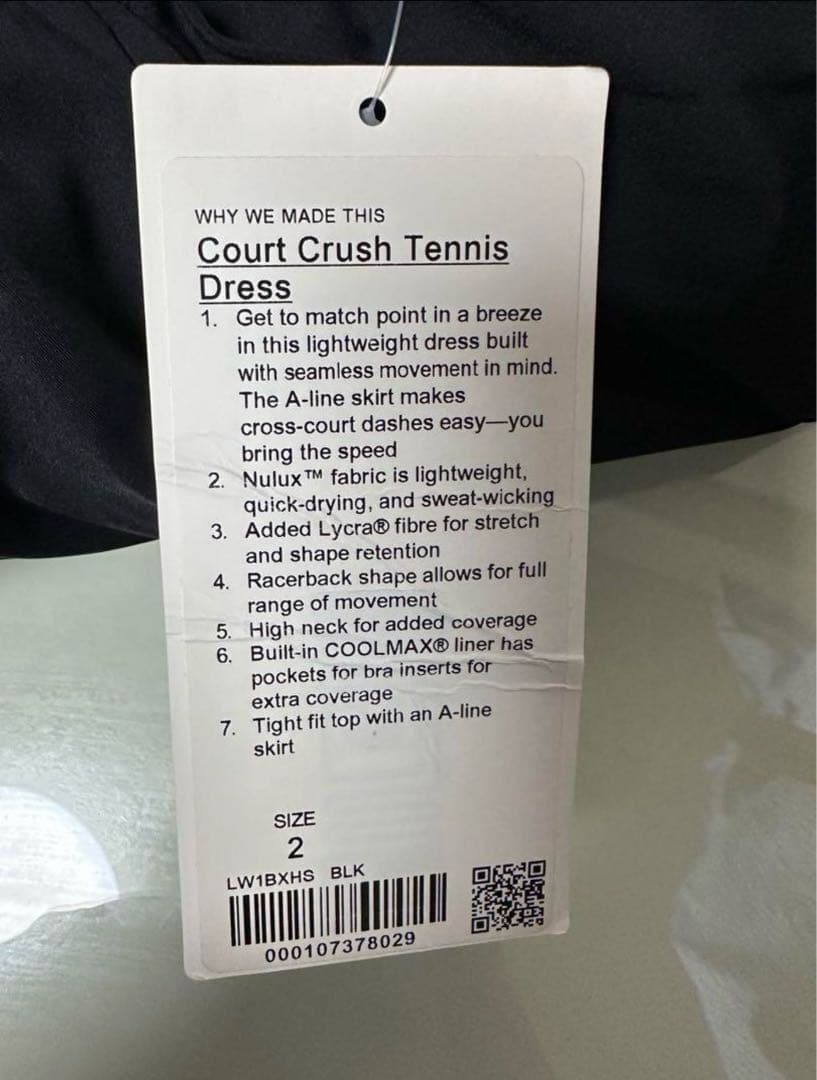 WHY WE MADE THIS
Court Crush Tennis
Dress
1. Get to match point in a breeze
in this lightweight dress built
with seamless movement in mind.
The A-line skirt makes
cross-court dashes easy—you
bring the speed
2. Nulux™ fabric is lightweight,
quick-drying, and sweat-wicking
3. Added Lycra® fibre for stretch
and shape retention
4. Racerback shape allows for full
range of movement
5. High neck for added coverage
6. Built-in COOLMAX® liner has
pockets for bra inserts for
extra coverage
7. Tight fit top with an A-line
skirt
SIZE
2
LW1BXHS BLK
000107378029